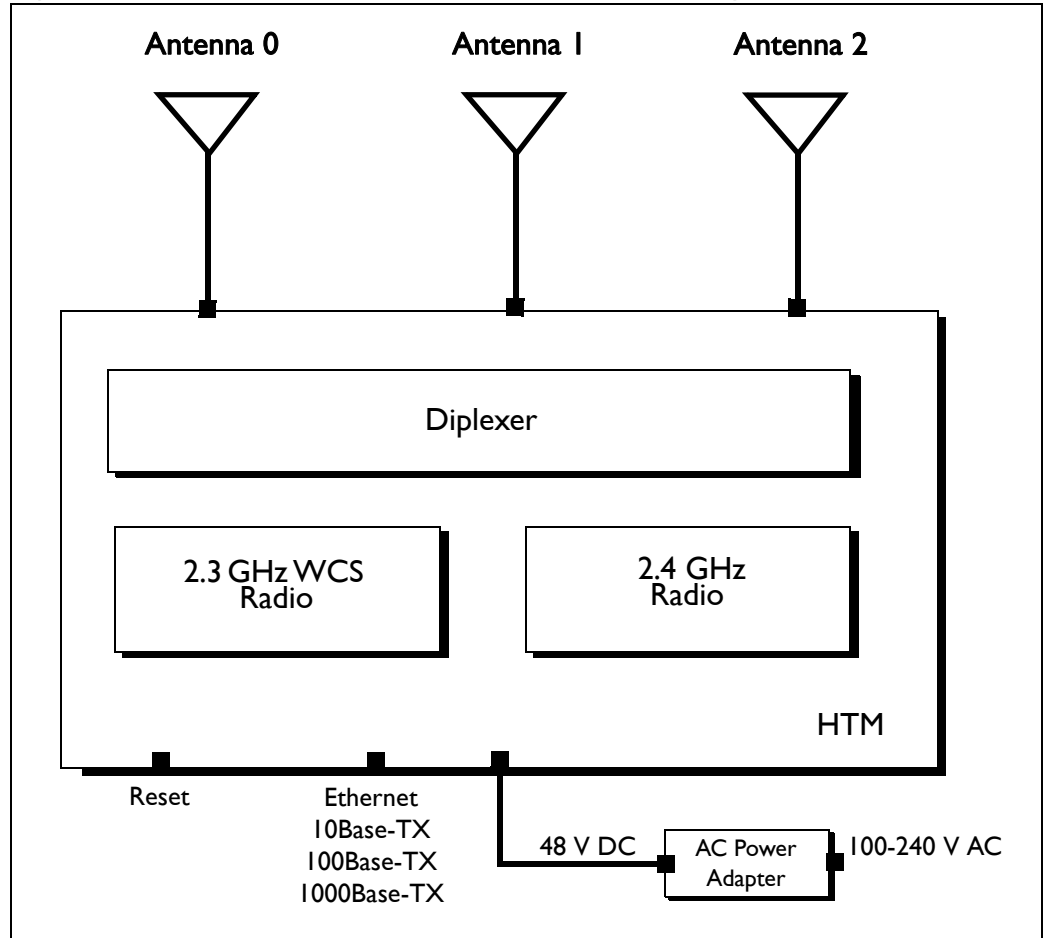 Antenna 0
Antenna 1
Antenna 2
Diplexer
2.3 GHz WCS
Radio
2.4 GHz
Radio
HTM
Reset
Ethernet
10Base-TX
100Base-TX
1000Base-TX
48 V DC
AC Power
Adapter
100-240 V AC